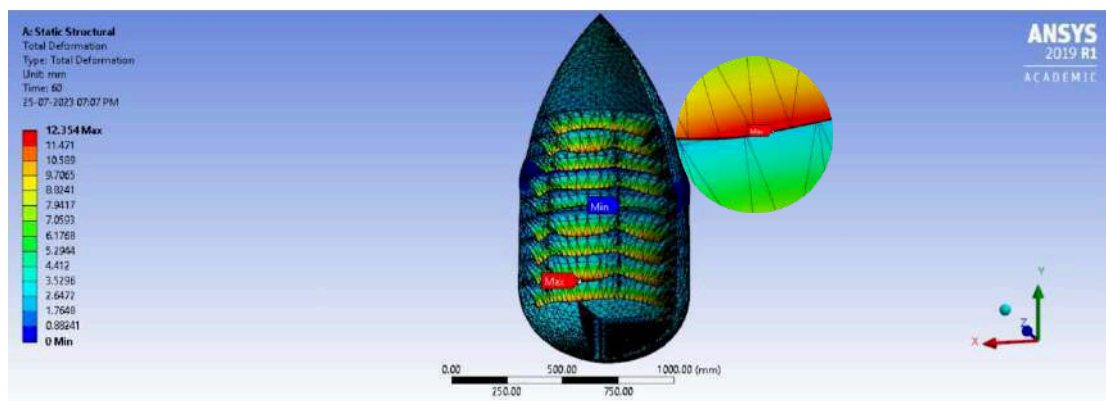 A: Static Structural
Total Deformation
Type: Total Deformation
Unit: mm
Time: 60
25-07-2023 07:07 PM
12.354 Max
11.471
10.589
9.7065
8.8241
7.9417
7.0593
6.1768
5.2944
4.412
3.5296
2.6472
1.7648
0.88241
0 Min
Min
Max
Max
ANSYS
2019 R1
ACADEMIC
Y
Z
X
0.00 500.00 1000.00 (mm)
250.00 750.00